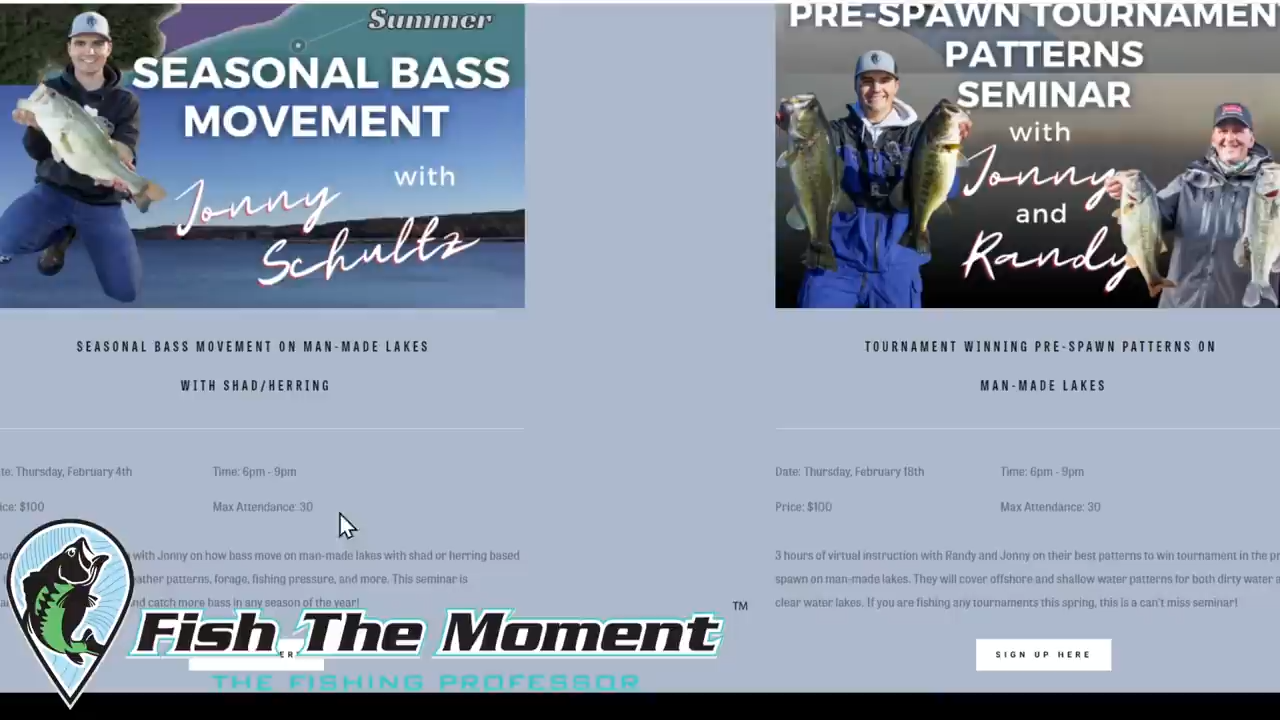 Summer
SEASONAL BASS
MOVEMENT
with
Jonny
Schultz
SEASONAL BASS MOVEMENT ON MAN-MADE LAKES
WITH SHAD/HERRING
Thursday, February 4th
Time: 6pm - 9pm
$100
Max Attendance: 30
with Jonny on how bass move on man-made lakes with shad or herring based
patterns, forage, fishing pressure, and more. This seminar is
and catch more bass in any season of the year!
PRE-SPAWN TOURNAMEN
PATTERNS
SEMINAR
with
Jonny
and
Randy
TOURNAMENT WINNING PRE-SPAWN PATTERNS ON
MAN-MADE LAKES
Date: Thursday, February 18th
Time: 6pm - 9pm
Price: $100
Max Attendance: 30
3 hours of virtual instruction with Randy and Jonny on their best patterns to win tournament in the pr
spawn on man-made lakes. They will cover offshore and shallow water patterns for both dirty water a
clear water lakes. If you are fishing any tournaments this spring, this is a can't miss seminar!
SIGN UP HERE
Fish The Moment ™
THE FISHING PROFESSOR